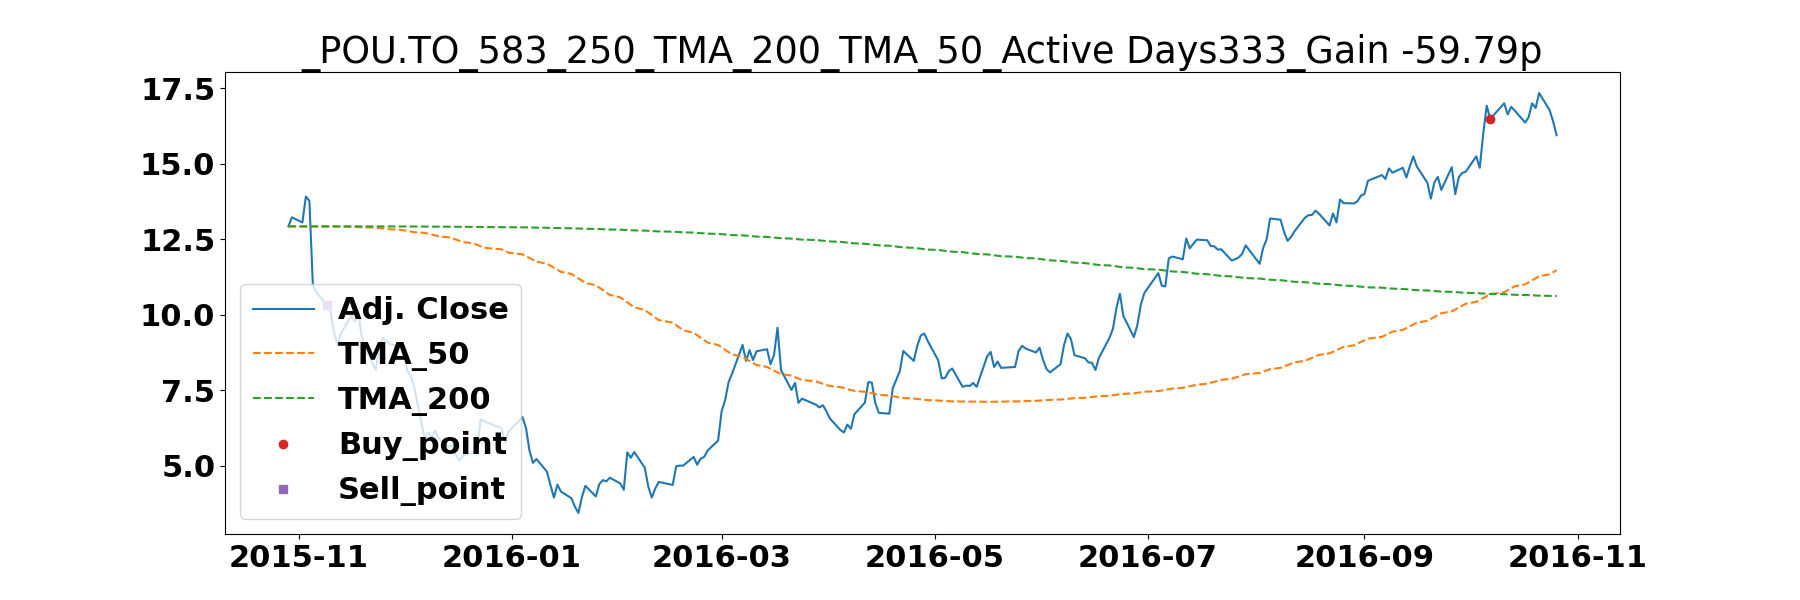 _POU.TO_583_250_TMA_200_TMA_50_Active Days333_Gain -59.79p
17.5
15.0
12.5
10.0
7.5
5.0
Adj. Close
TMA_50
TMA_200
Buy_point
Sell_point
2015-11 2016-01 2016-03 2016-05 2016-07 2016-09 2016-11